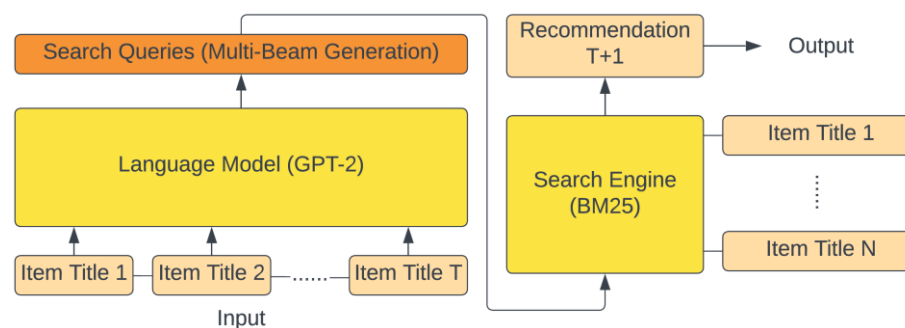 Search Queries (Multi-Beam Generation)
Language Model (GPT-2)
Item Title 1
Item Title 2
......
Item Title T
Input
Recommendation
T+1
Output
Search Engine
(BM25)
Item Title 1
......
Item Title N